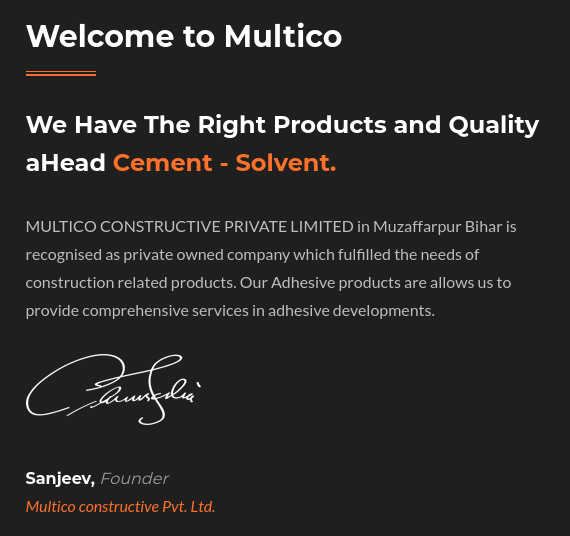 Welcome to Multico
We Have The Right Products and Quality
aHead Cement - Solvent.
MULTICO CONSTRUCTIVE PRIVATE LIMITED in Muzaffarpur Bihar is
recognised as private owned company which fulfilled the needs of
construction related products. Our Adhesive products are allows us to
provide comprehensive services in adhesive developments.
Sanjeev, Founder
Multico constructive Pvt. Ltd.